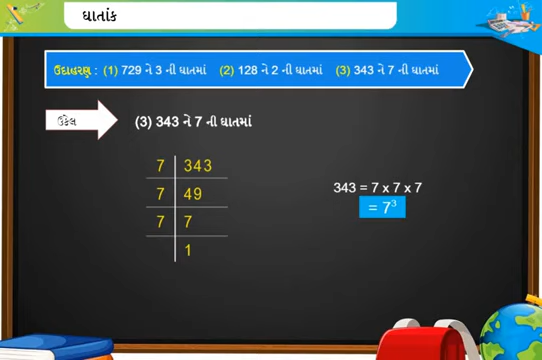 ઘાતાંક
ઉદાહરણ : (1) 729 ને 3 ની ઘાતમાં (2) 128 ને 2 ની ઘાતમાં (3) 343 ને 7 ની ઘાતમાં
ઉકેલ
(3) 343 ને 7 ની ઘાતમાં
7 343
7 49
7 7
1
343 = 7 x 7 x 7
= 7³